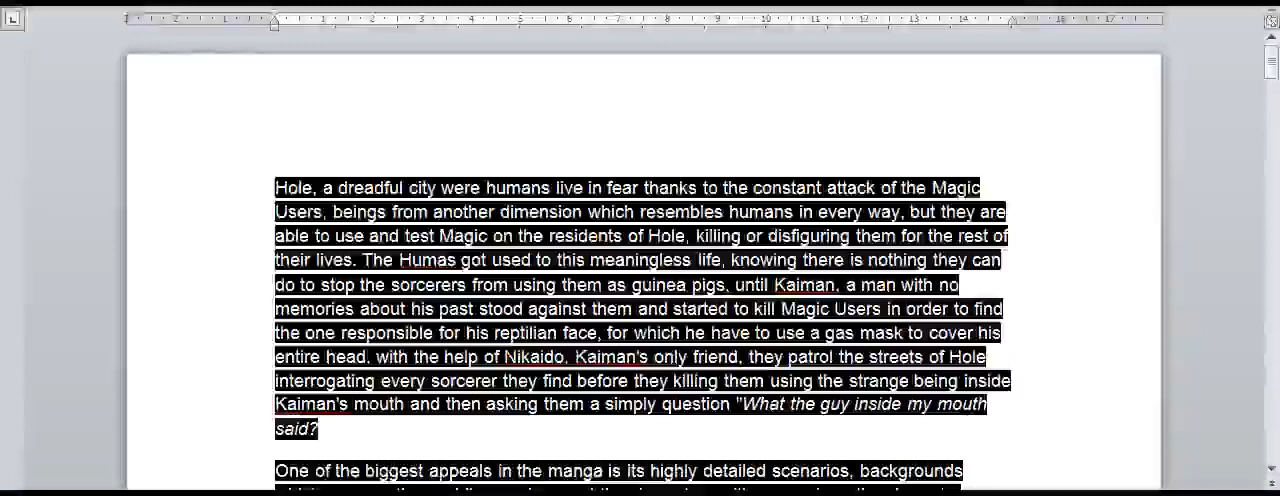 Hole, a dreadful city were humans live in fear thanks to the constant attack of the Magic
Users, beings from another dimension which resembles humans in every way, but they are
able to use and test Magic on the residents of Hole, killing or disfiguring them for the rest of
their lives. The Humas got used to this meaningless life, knowing there is nothing they can
do to stop the sorcerers from using them as guinea pigs, until Kaiman, a man with no
memories about his past stood against them and started to kill Magic Users in order to find
the one responsible for his reptilian face, for which he have to use a gas mask to cover his
entire head. with the help of Nikaido, Kaiman's only friend, they patrol the streets of Hole
interrogating every sorcerer they find before they killing them using the strange being inside
Kaiman's mouth and then asking them a simply question "What the guy inside my mouth
said?
One of the biggest appeals in the manga is its highly detailed scenarios, backgrounds